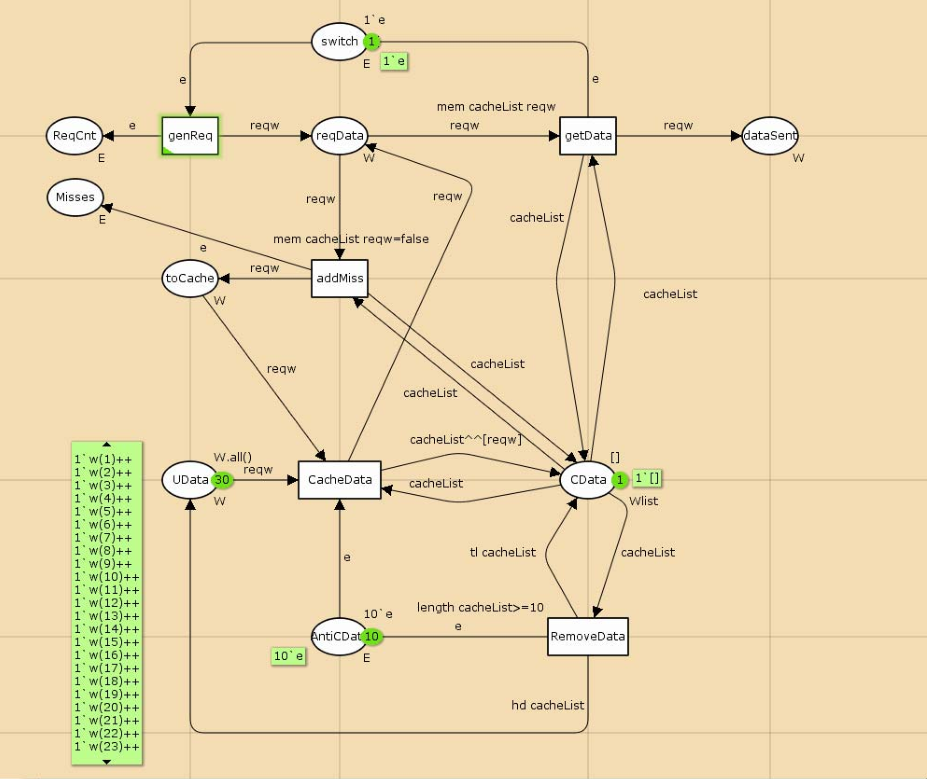 1`e
switch
1
E
1`e
e
e
mem cacheList reqw
ReqCnt
e
genReq
reqw
reqData
reqw
getData
reqw
dataSent
E
W
W
Misses
E
reqw
reqw
cacheList
mem cacheList reqw=false
e
toCache
reqw
addMiss
W
cacheList
reqw
cacheList
cacheList
cacheList^^[reqw]
W.all()
[]
UData
30
reqw
CacheData
cacheList
CData
1
1`[]
W
Wlist
1`w(1)++
1`w(2)++
1`w(3)++
1`w(4)++
1`w(5)++
1`w(6)++
1`w(7)++
1`w(8)++
1`w(9)++
1`w(10)++
1`w(11)++
1`w(12)++
1`w(13)++
1`w(14)++
1`w(15)++
1`w(16)++
1`w(17)++
1`w(18)++
1`w(19)++
1`w(20)++
1`w(21)++
1`w(22)++
1`w(23)++
e
tl cacheList
cacheList
10`e
length cacheList>=10
AntiCDat
10
e
RemoveData
10`e
E
hd cacheList